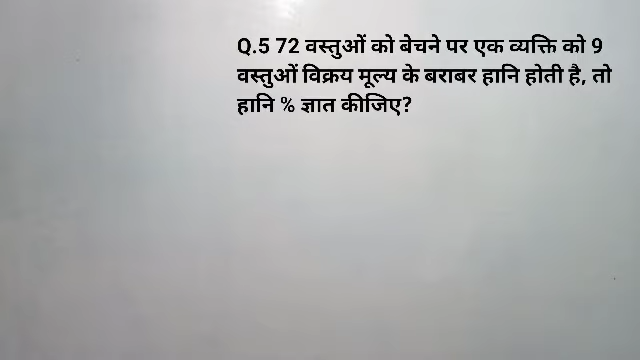 Q.5 72 वस्तुओं को बेचने पर एक व्यक्ति को 9
वस्तुओं विक्रय मूल्य के बराबर हानि होती है, तो
हानि % ज्ञात कीजिए?